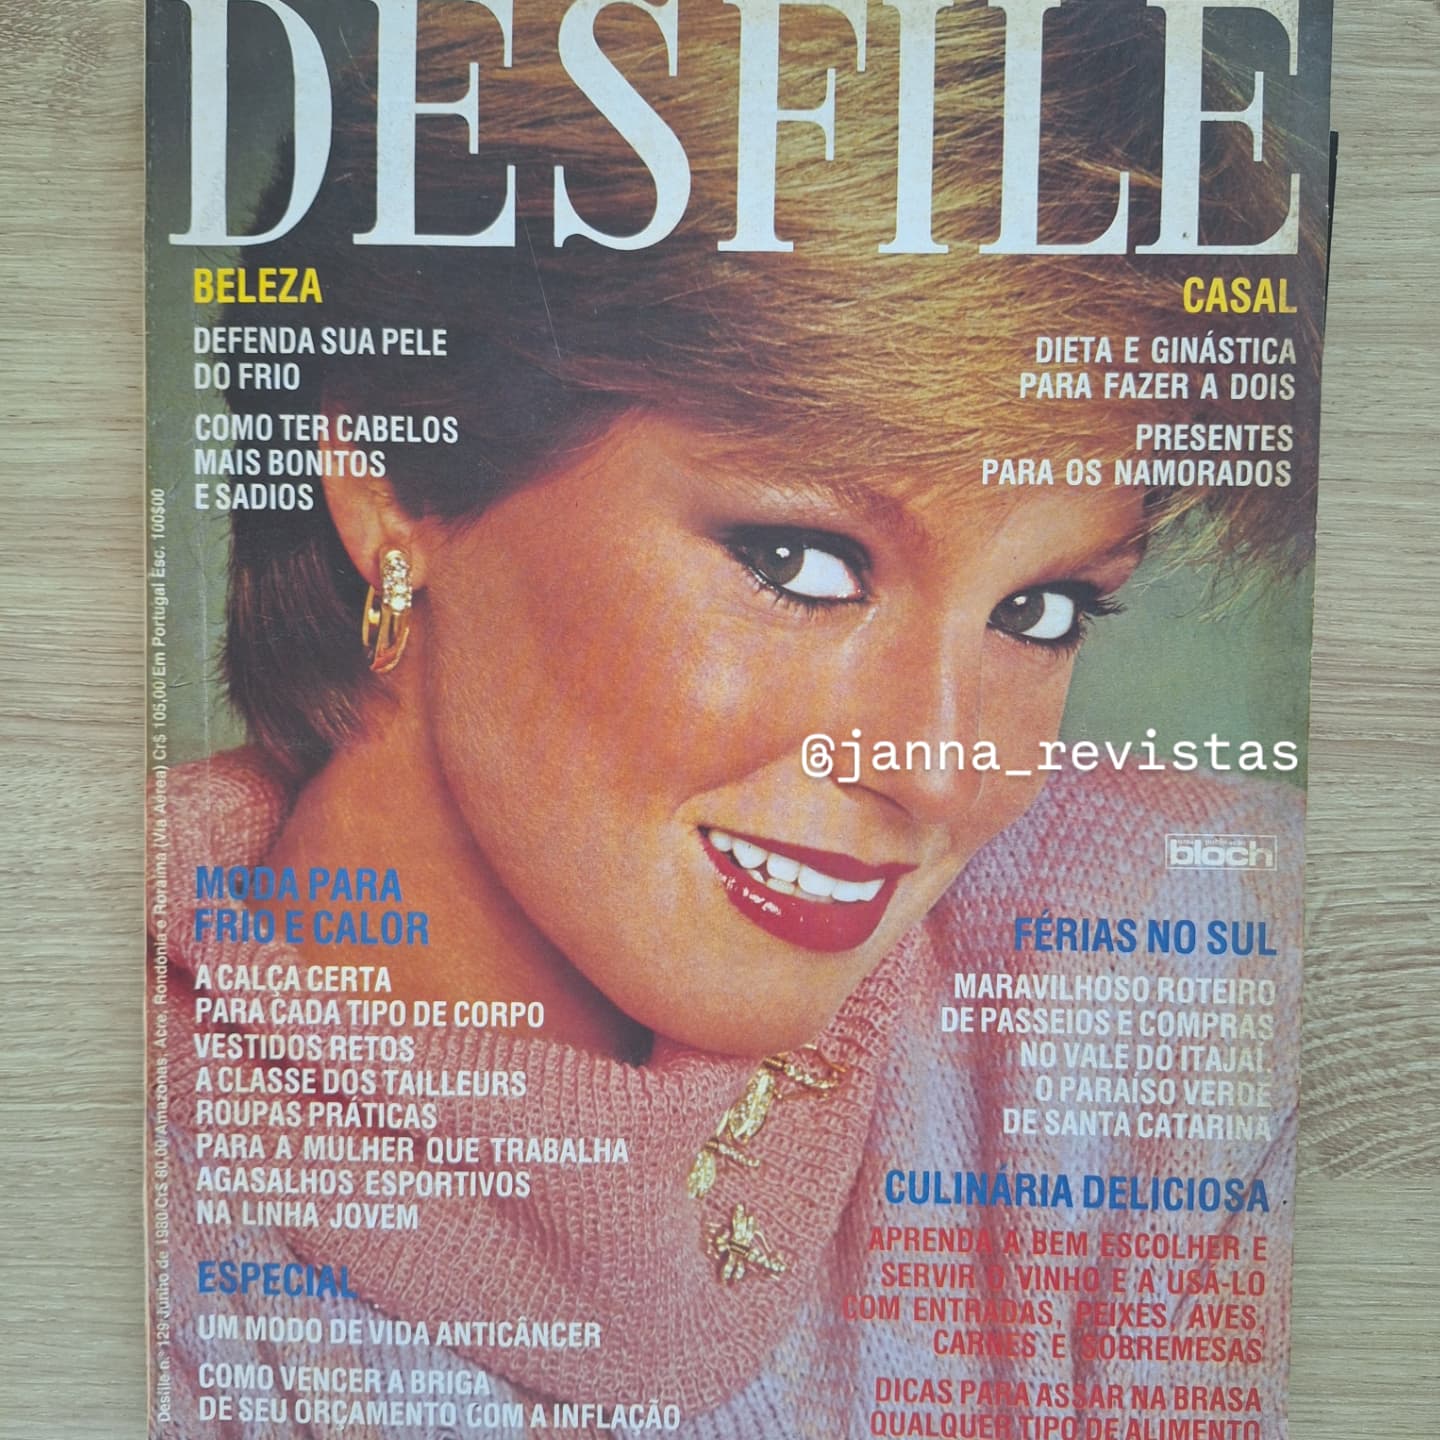 DESFILE
BELEZA
DEFENDA SUA PELE
DO FRIO
COMO TER CABELOS
MAIS BONITOS
E SADIOS
CASAL
DIETA E GINÁSTICA
PARA FAZER A DOIS
PRESENTES
PARA OS NAMORADOS
@janna_revistas
bloch
MODA PARA
FRIO E CALOR
A CALÇA CERTA
PARA CADA TIPO DE CORPO
VESTIDOS RETOS
A CLASSE DOS TAILLEURS
ROUPAS PRÁTICAS
PARA A MULHER QUE TRABALHA
AGASALHOS ESPORTIVOS
NA LINHA JOVEM
ESPECIAL
UM MODO DE VIDA ANTICÂNCER
COMO VENCER A BRIGA
DE SEU ORÇAMENTO COM A INFLAÇÃO
FÉRIAS NO SUL
MARAVILHOSO ROTEIRO
DE PASSEIOS E COMPRAS
NO VALE DO ITAJAÍ.
O PARAÍSO VERDE
DE SANTA CATARINA
CULINÁRIA DELICIOSA
APRENDA A BEM ESCOLHER E
SERVIR O VINHO E A USÁ-LO
COM ENTRADAS, PEIXES, AVES,
CARNES E SOBREMESAS
DICAS PARA ASSAR NA BRASA
QUALQUER TIPO DE ALIMENTO
Desfile n.º 129 Junho de 1980 Cr$ 80,00/Amazonas, Acre, Rondônia e Roraima (Via Aérea) Cr$ 105,00/Em Portugal Esc. 100$00